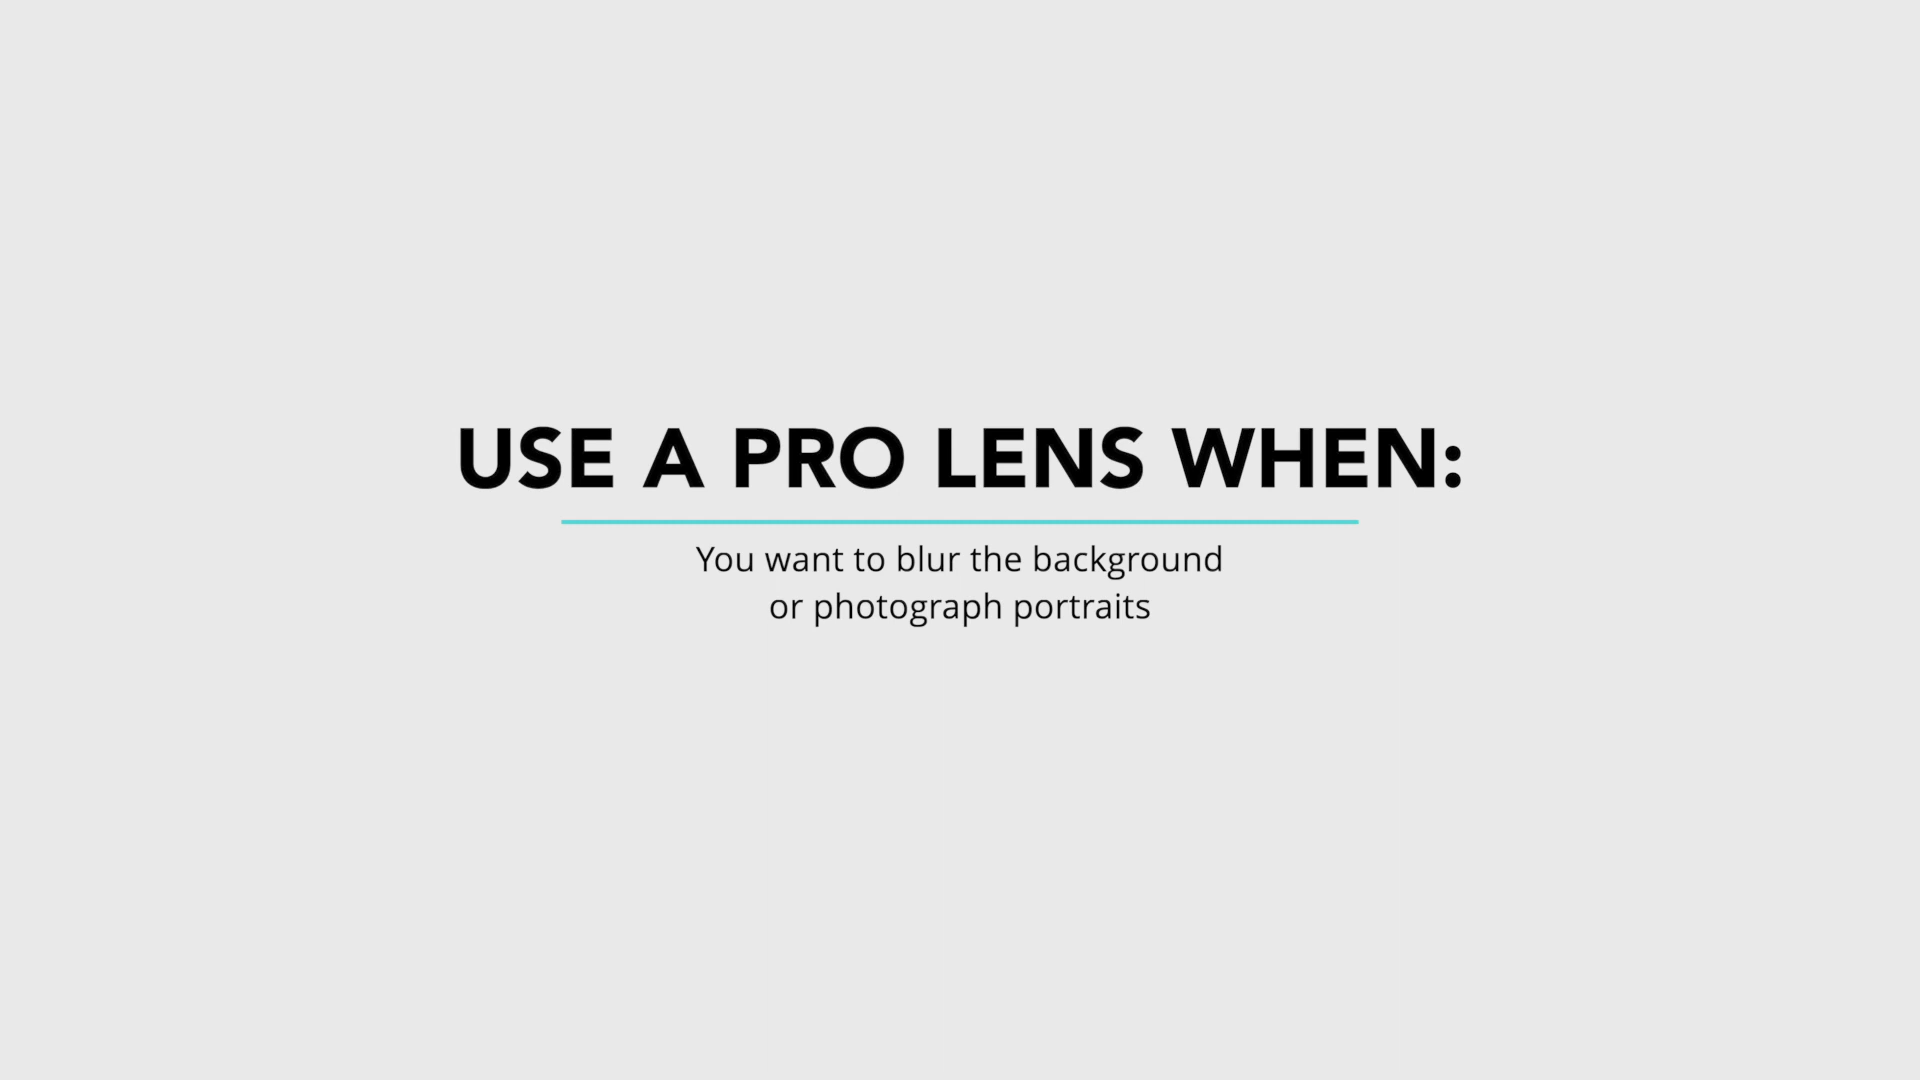 USE A PRO LENS WHEN:
You want to blur the background
or photograph portraits